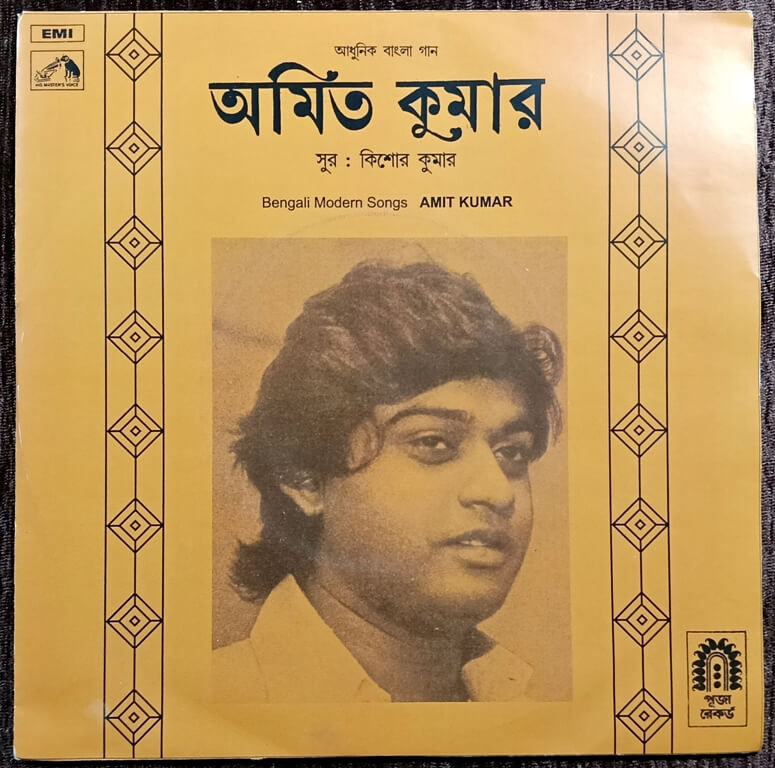 EMI
HIS MASTER'S VOICE
আধুনিক বাংলা গান
অমিত কুমার
সুর : কিশোর কুমার
Bengali Modern Songs AMIT KUMAR
পূজা
রেকর্ড